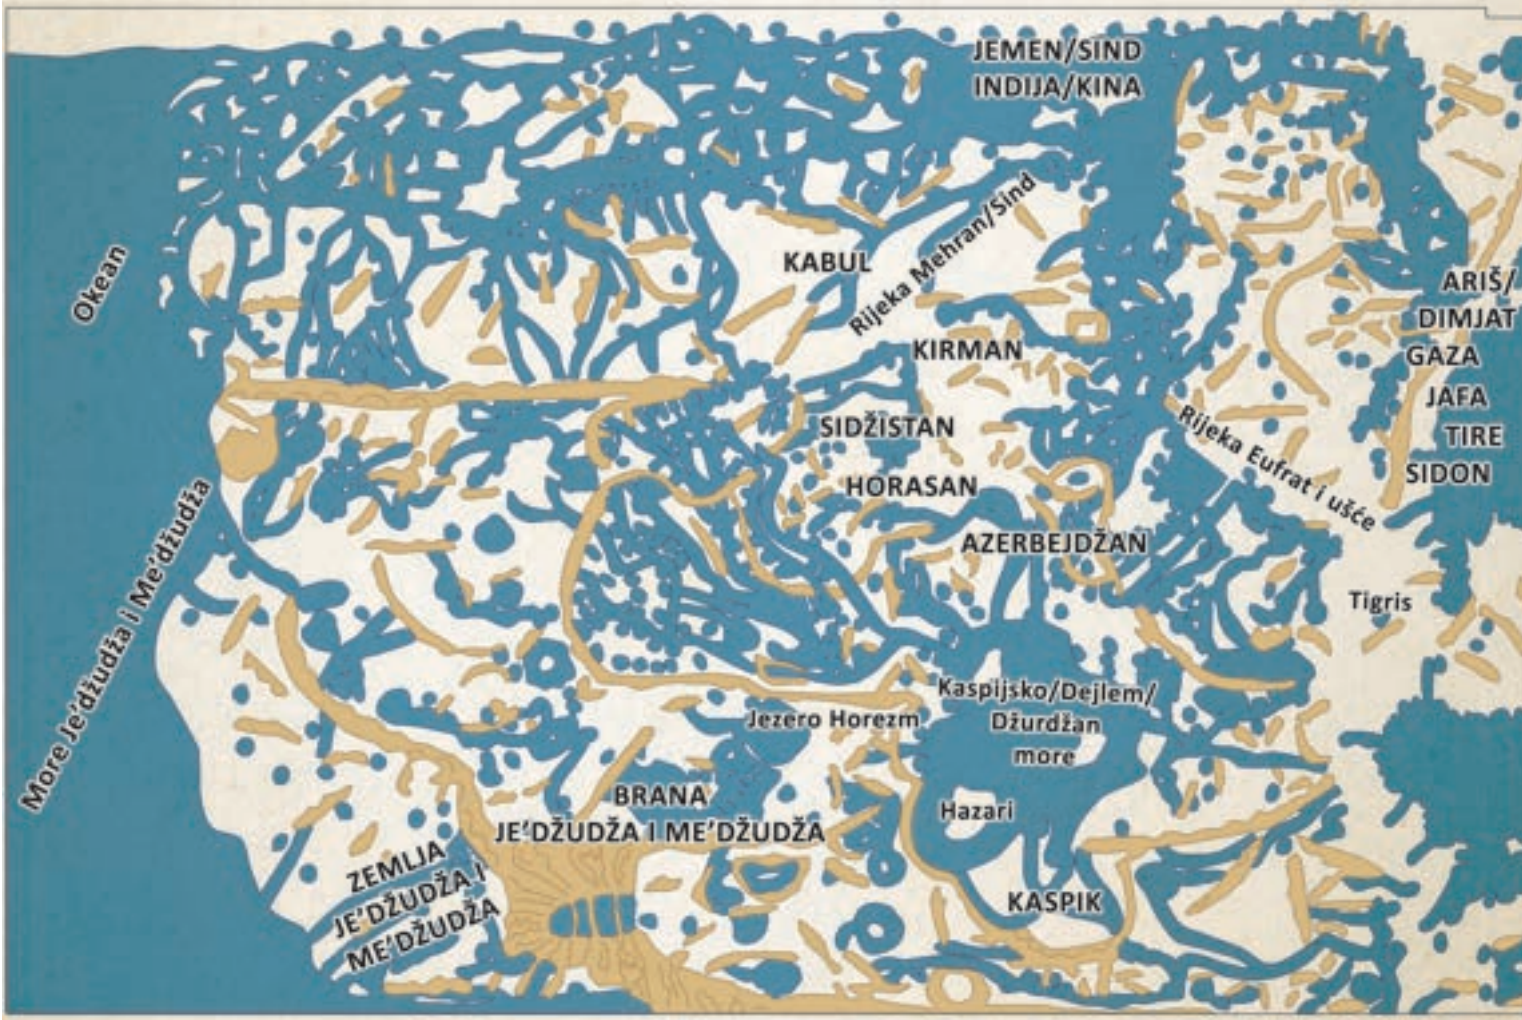 JEMEN/SIND
INDIJA/KINA
Okean
KABUL
Rijeka Mehran/Sind
ARIŠ/
DIMJAT
KIRMAN
GAZA
JAFA
SIDŽISTAN
TIRE
Rijeka Eufrat i ušće
SIDON
HORASAN
AZERBEJDŽAN
More Je'džudža i Me'džudža
Tigris
Kaspijsko/Dejlem/
Džurdžan
more
Jezero Horezm
BRANA
JE'DŽUDŽA I ME'DŽUDŽA
Hazari
ZEMLJA
JE'DŽUDŽA I
ME'DŽUDŽA
KASPIK